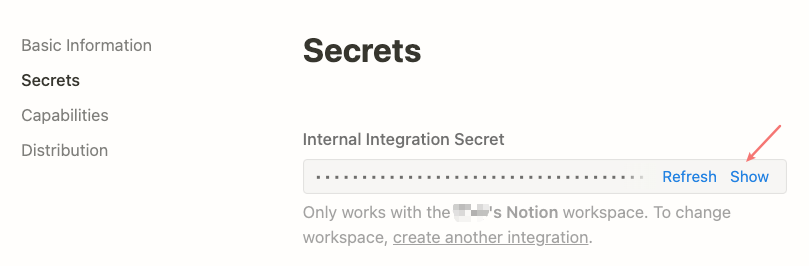 Basic Information
Secrets
Capabilities
Distribution
Secrets
Internal Integration Secret
Refresh Show
Only works with the 's Notion workspace. To change
workspace, create another integration.